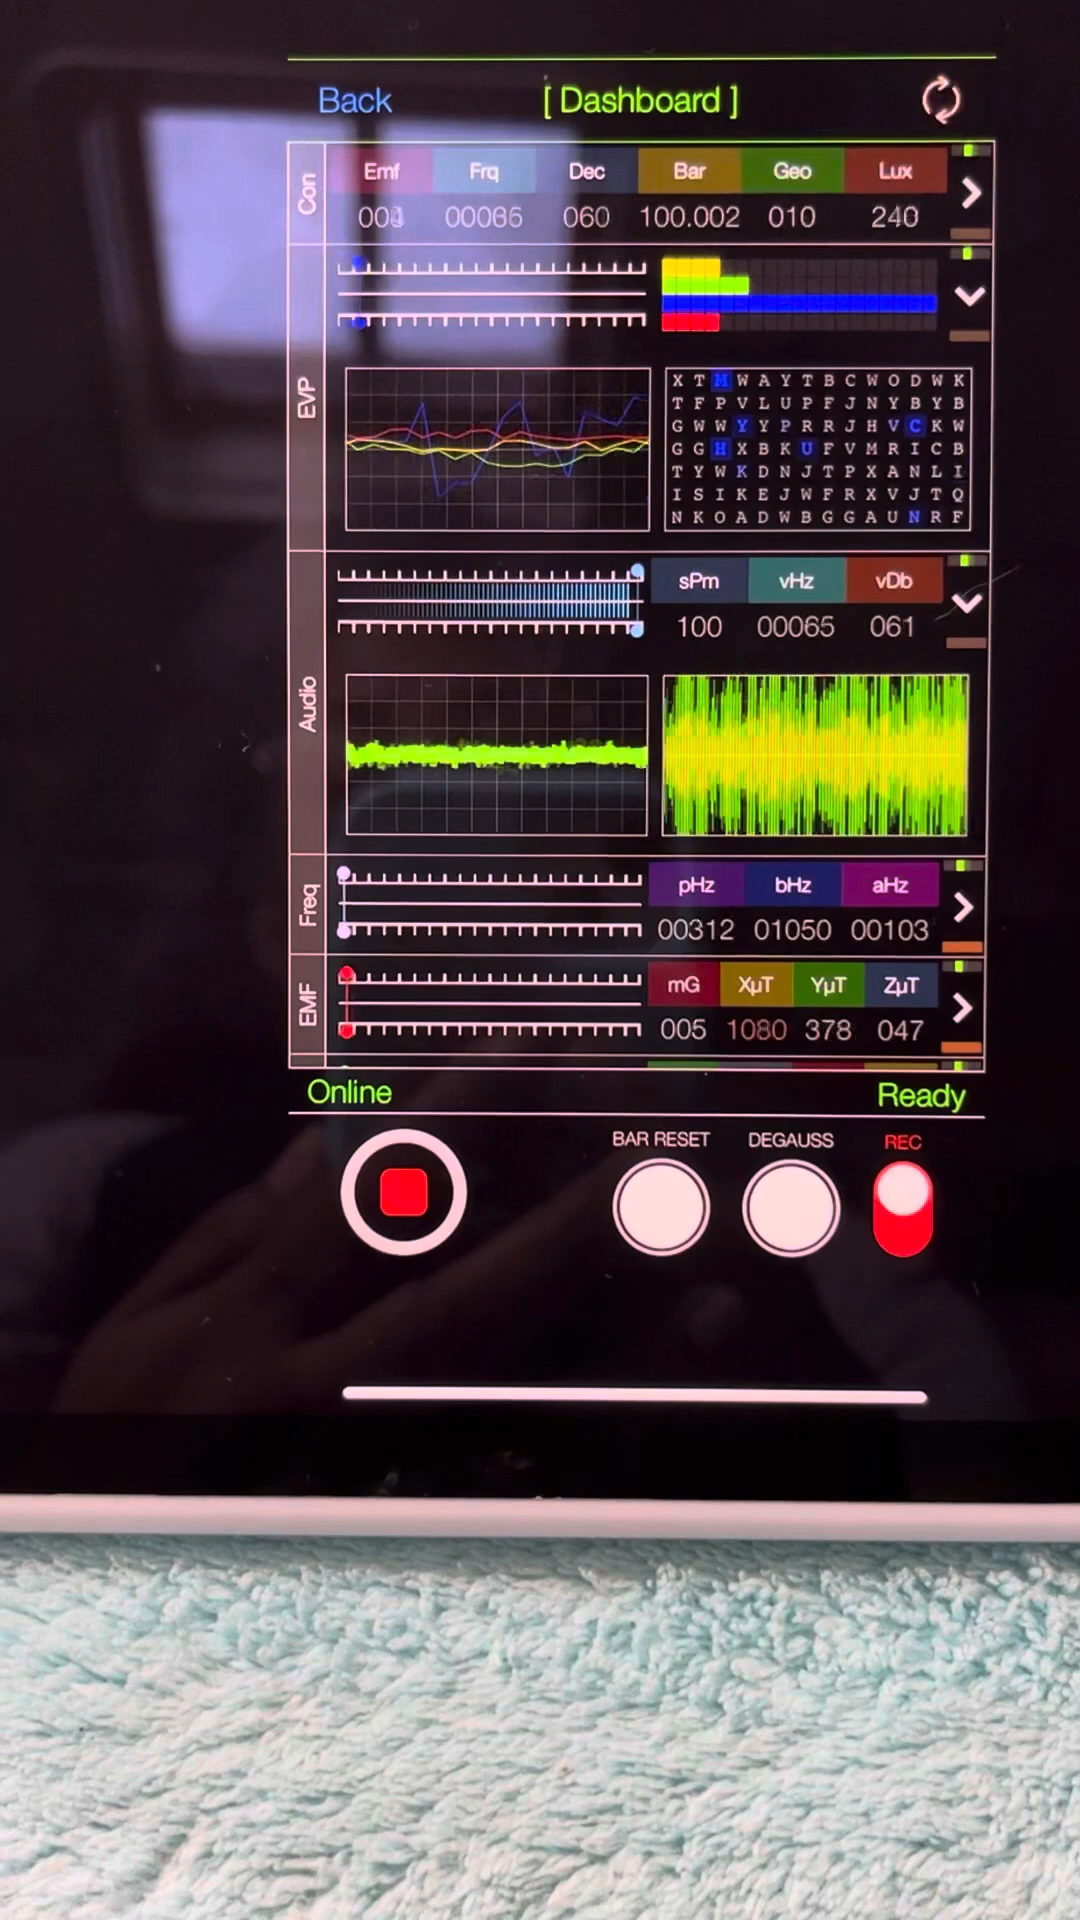 Back [ Dashboard ]
Con Emf Frq Dec Bar Geo Lux
060 100.002 010 240
EVP
X T M W A Y T B C W O D W K
T F P V L U P F J N Y B Y B
G W W Y Y P R R J H V C K W
G G H X B K U F V M R I C B
T Y W K D N J T P X A N L I
I S I K E J W F R X V J T Q
N K O A D W B G G A U N R F
Audio sPm vHz vDb
100 00065 061
Freq pHz bHz aHz
00312 01050 00103
EMF mG XµT YµT ZµT
005 1080 378 047
Online Ready
BAR RESET DEGAUSS REC